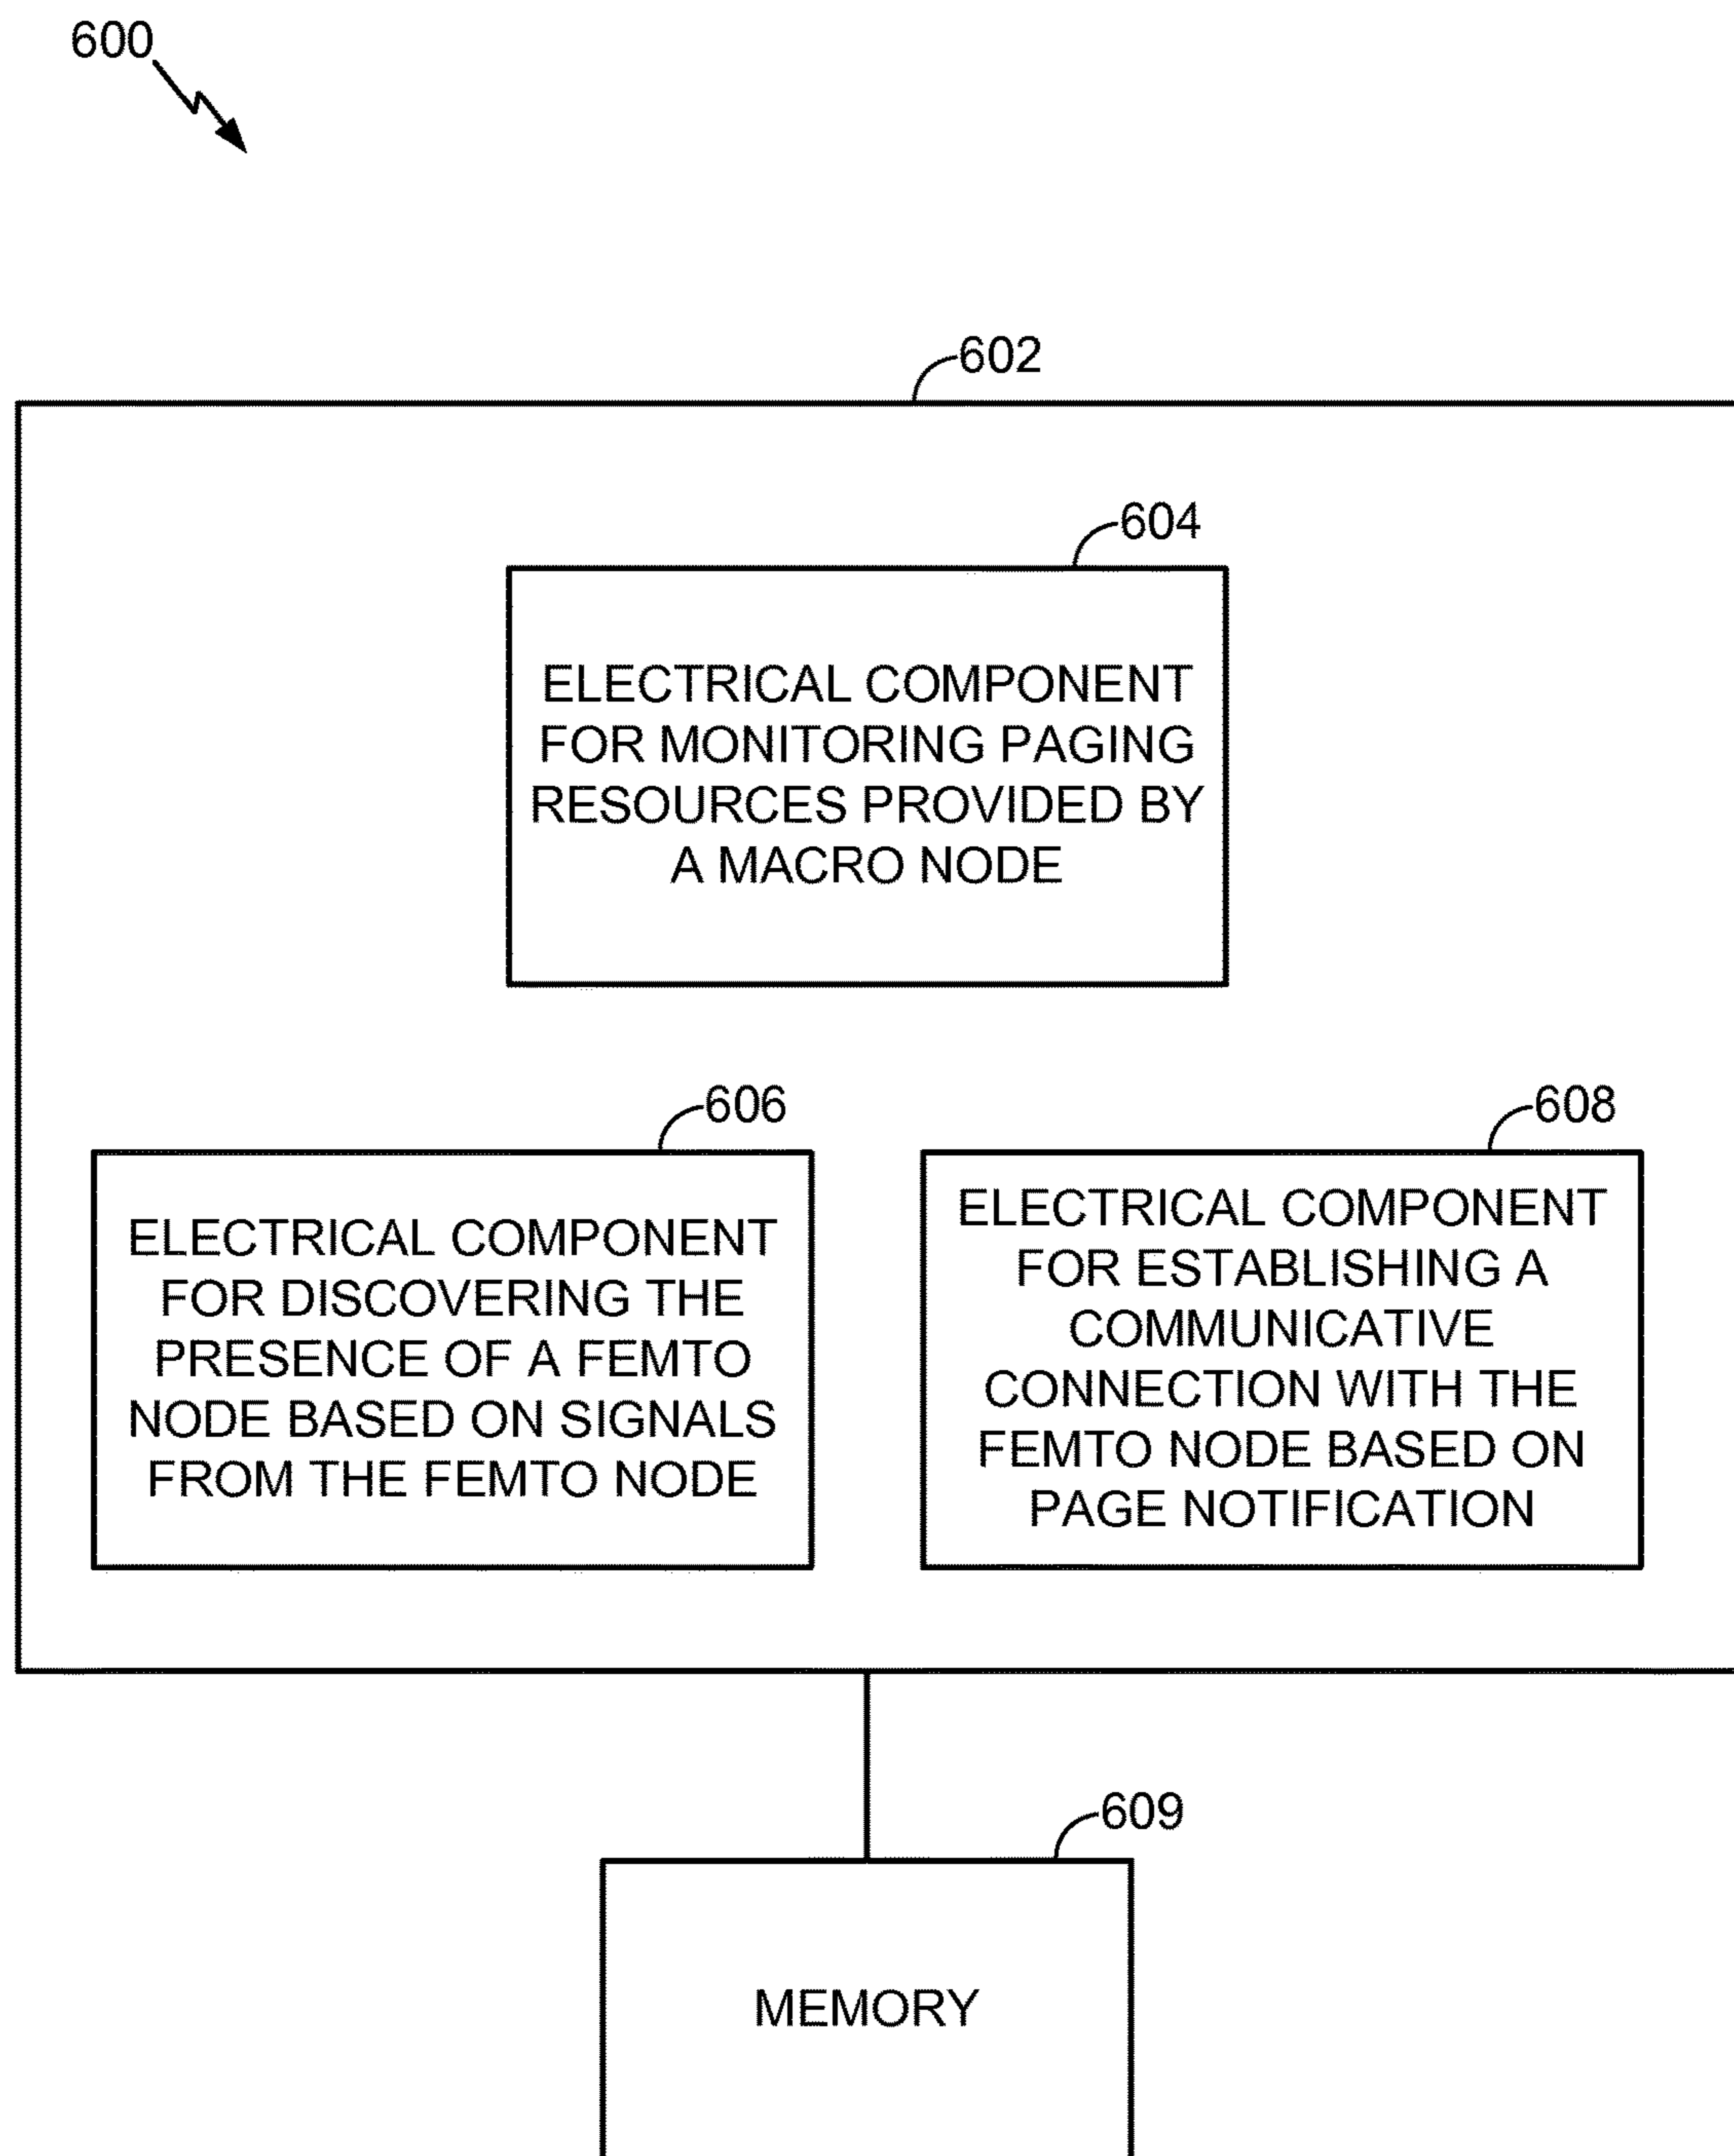 600
602
604
ELECTRICAL COMPONENT
FOR MONITORING PAGING
RESOURCES PROVIDED BY
A MACRO NODE
606
ELECTRICAL COMPONENT
FOR DISCOVERING THE
PRESENCE OF A FEMTO
NODE BASED ON SIGNALS
FROM THE FEMTO NODE
608
ELECTRICAL COMPONENT
FOR ESTABLISHING A
COMMUNICATIVE
CONNECTION WITH THE
FEMTO NODE BASED ON
PAGE NOTIFICATION
609
MEMORY